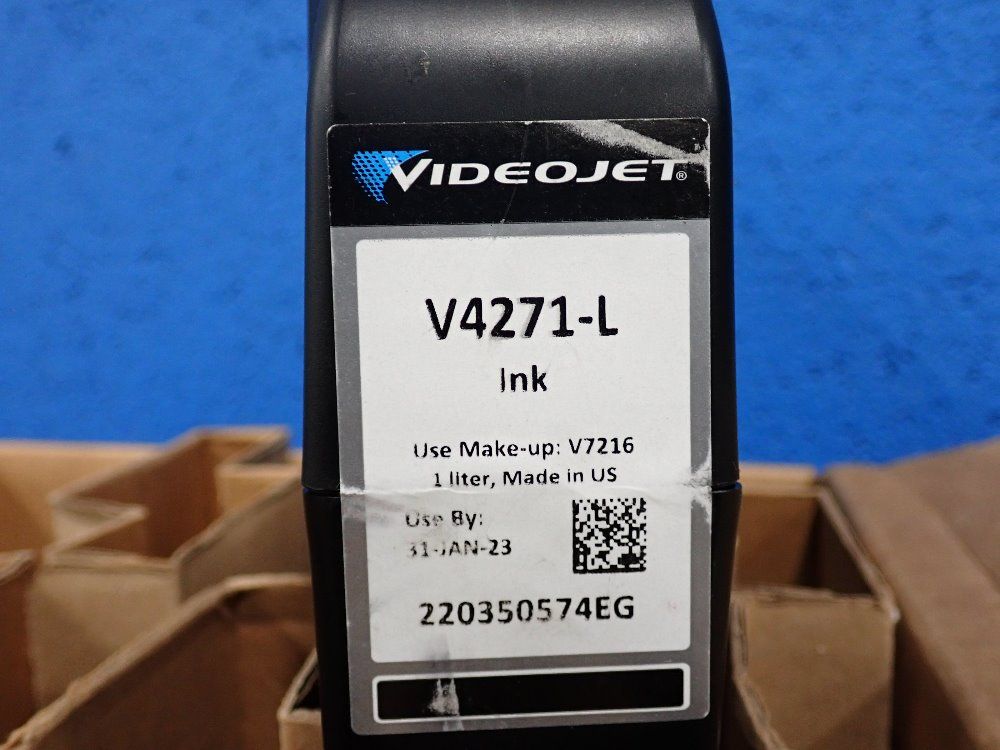 VIDEOJET®
V4271-L
Ink
Use Make-up: V7216
1 liter, Made in US
Use By:
31-JAN-23
220350574EG